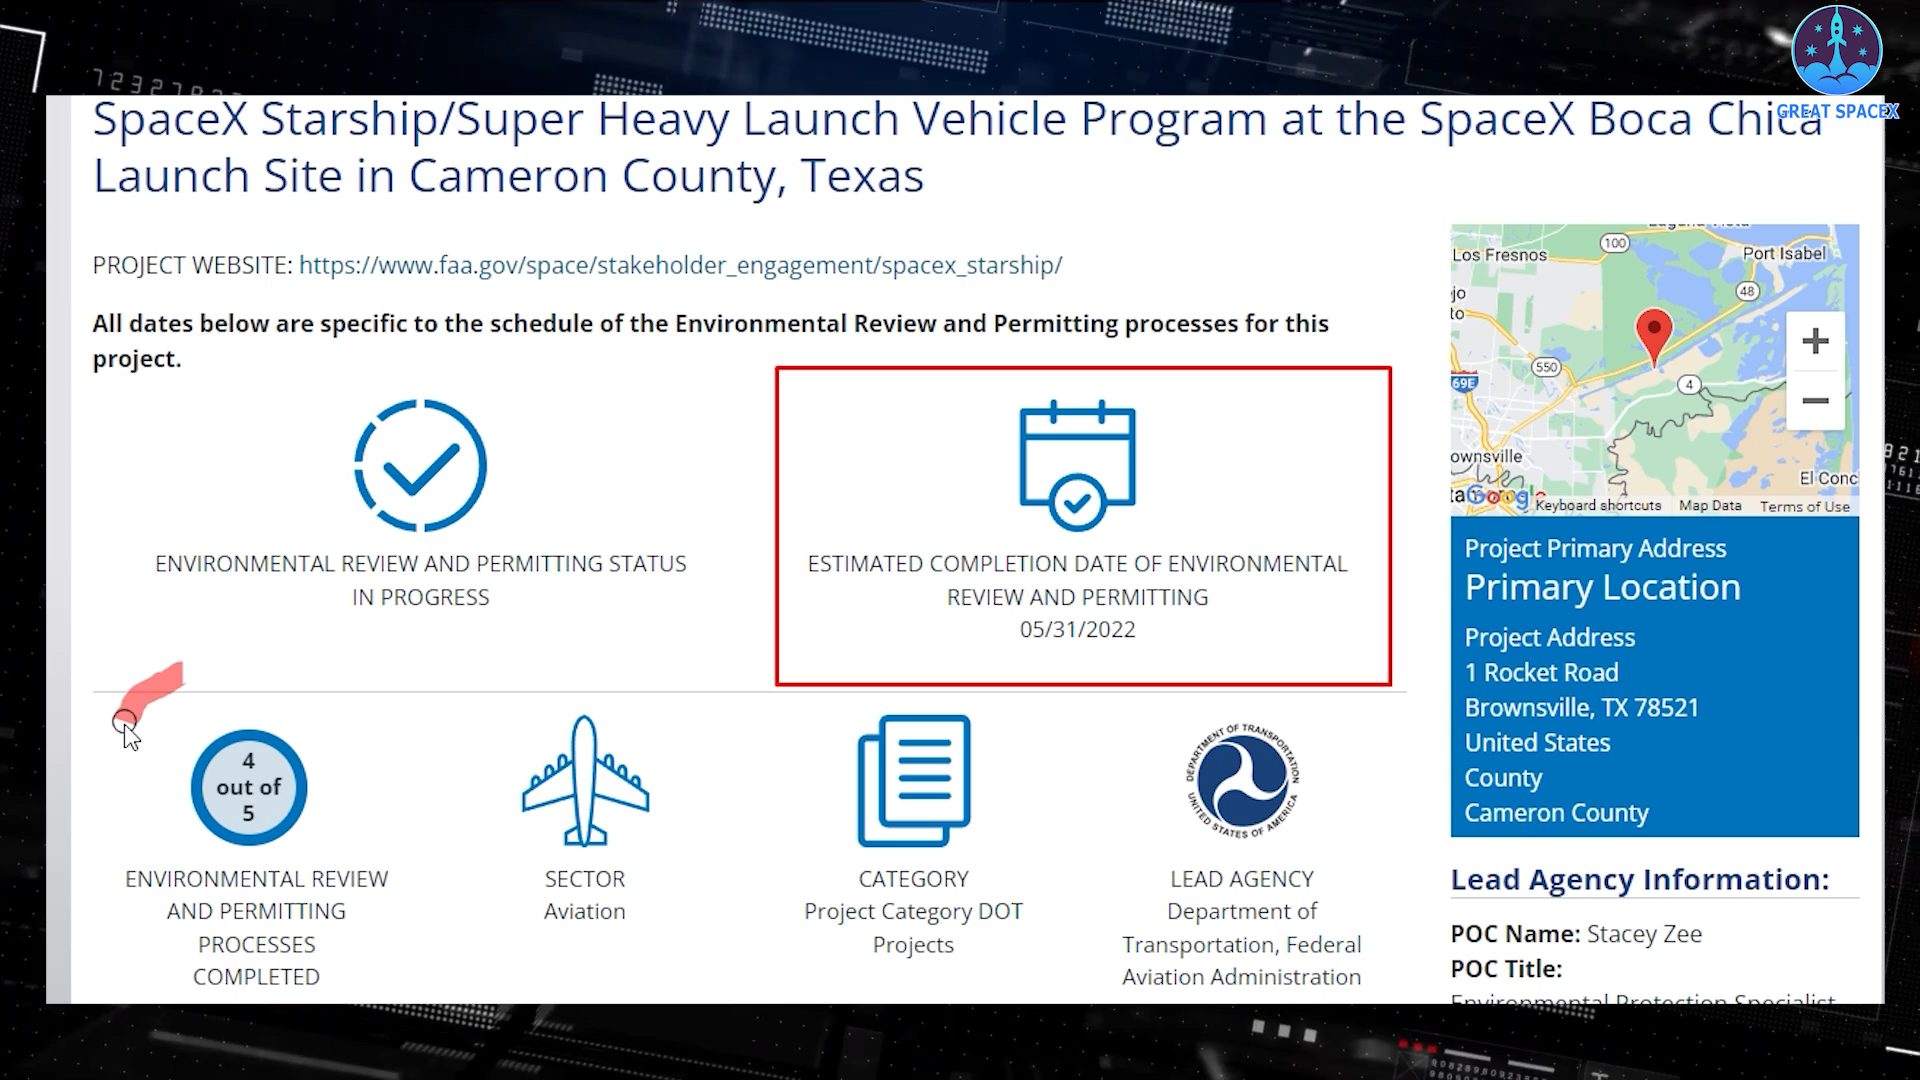 GREAT SPACEX
SpaceX Starship/Super Heavy Launch Vehicle Program at the SpaceX Boca Chica
Launch Site in Cameron County, Texas
PROJECT WEBSITE: https://www.faa.gov/space/stakeholder_engagement/spacex_starship/
All dates below are specific to the schedule of the Environmental Review and Permitting processes for this
project.
ENVIRONMENTAL REVIEW AND PERMITTING STATUS
IN PROGRESS
ESTIMATED COMPLETION DATE OF ENVIRONMENTAL
REVIEW AND PERMITTING
05/31/2022
4
out of
5
ENVIRONMENTAL REVIEW
AND PERMITTING
PROCESSES
COMPLETED
SECTOR
Aviation
CATEGORY
Project Category DOT
Projects
DEPARTMENT OF TRANSPORTATION
UNITED STATES OF AMERICA
LEAD AGENCY
Department of
Transportation, Federal
Aviation Administration
100
Los Fresnos
Port Isabel
48
550
69E
4
ownsville
El Conc
Google
Keyboard shortcuts
Map Data
Terms of Use
Project Primary Address
Primary Location
Project Address
1 Rocket Road
Brownsville, TX 78521
United States
County
Cameron County
Lead Agency Information:
POC Name: Stacey Zee
POC Title:
Environmental Protection Specialist